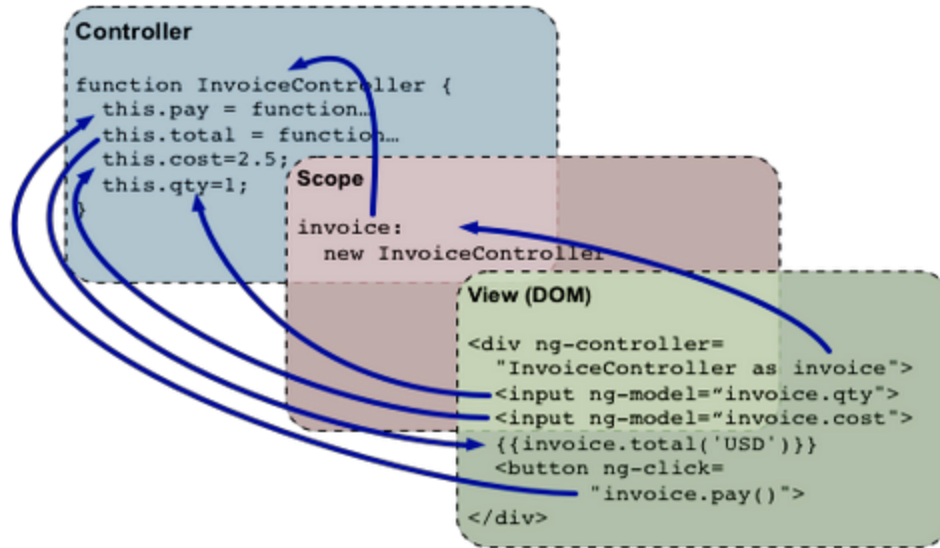 Controller
function InvoiceController {
this.pay = function…
this.total = function…
this.cost=2.5;
this.qty=1;
}
Scope
invoice:
new InvoiceController
View (DOM)
<div ng-controller=
"InvoiceController as invoice">
<input ng-model=“invoice.qty">
<input ng-model=“invoice.cost">
{{invoice.total('USD')}}
<button ng-click=
"invoice.pay()">
</div>